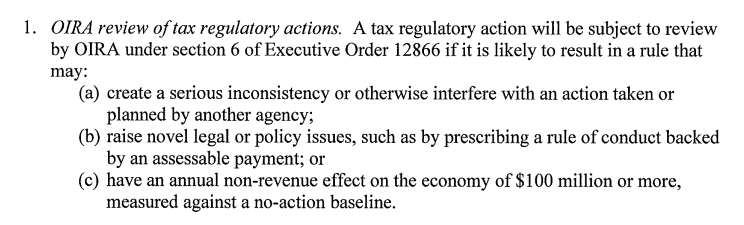 1. OIRA review of tax regulatory actions. A tax regulatory action will be subject to review
by OIRA under section 6 of Executive Order 12866 if it is likely to result in a rule that
may:
(a) create a serious inconsistency or otherwise interfere with an action taken or
planned by another agency;
(b) raise novel legal or policy issues, such as by prescribing a rule of conduct backed
by an assessable payment; or
(c) have an annual non-revenue effect on the economy of $100 million or more,
measured against a no-action baseline.